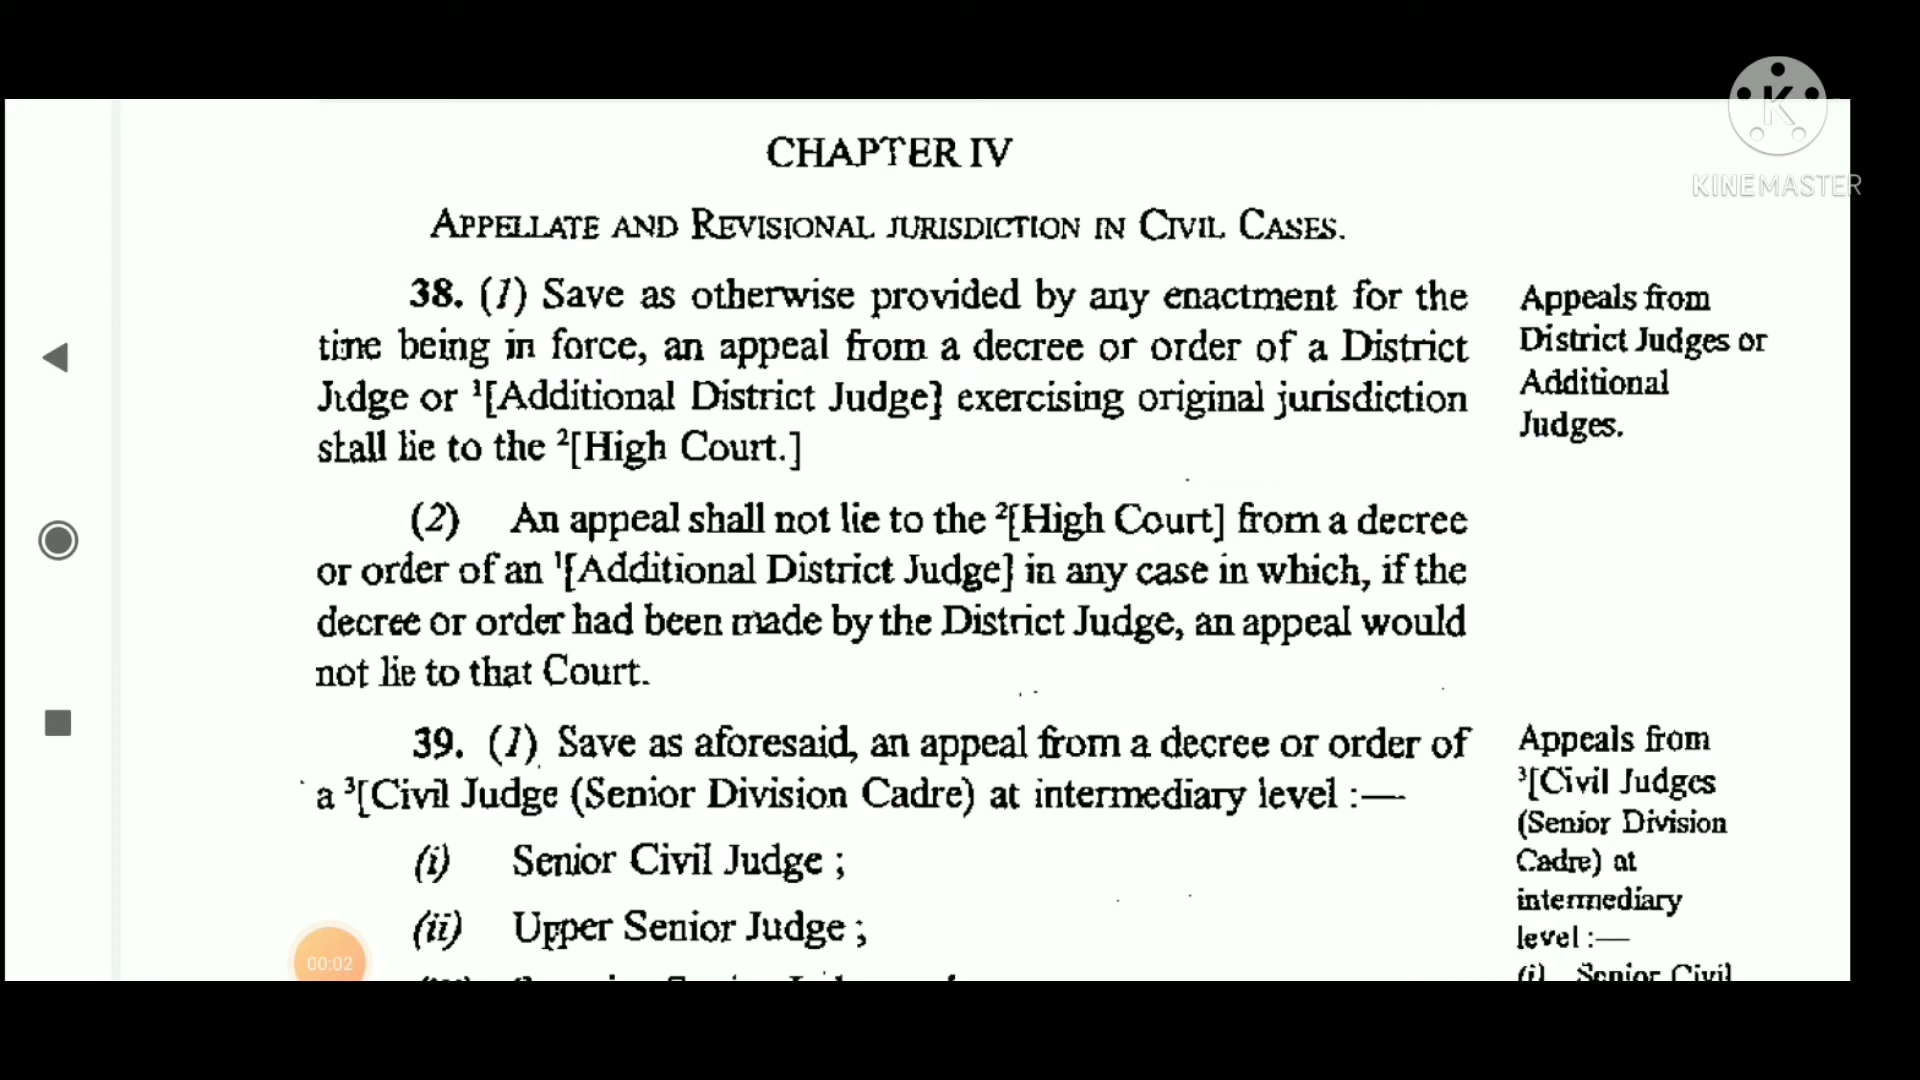 CHAPTER IV
APPELLATE AND REVISIONAL JURISDICTION IN CIVIL CASES.
38. (1) Save as otherwise provided by any enactment for the
time being in force, an appeal from a decree or order of a District
Judge or ¹[Additional District Judge] exercising original jurisdiction
shall lie to the ²[High Court.]
Appeals from
District Judges or
Additional
Judges.
(2) An appeal shall not lie to the ²[High Court] from a decree
or order of an ¹[Additional District Judge] in any case in which, if the
decree or order had been made by the District Judge, an appeal would
not lie to that Court.
39. (1) Save as aforesaid, an appeal from a decree or order of
a ³[Civil Judge (Senior Division Cadre) at intermediary level :—
(i) Senior Civil Judge ;
(ii) Upper Senior Judge ;
Appeals from
³[Civil Judges
(Senior Division
Cadre) at
intermediary
level :—
(i) Senior Civil
00:02
K
KINEMASTER